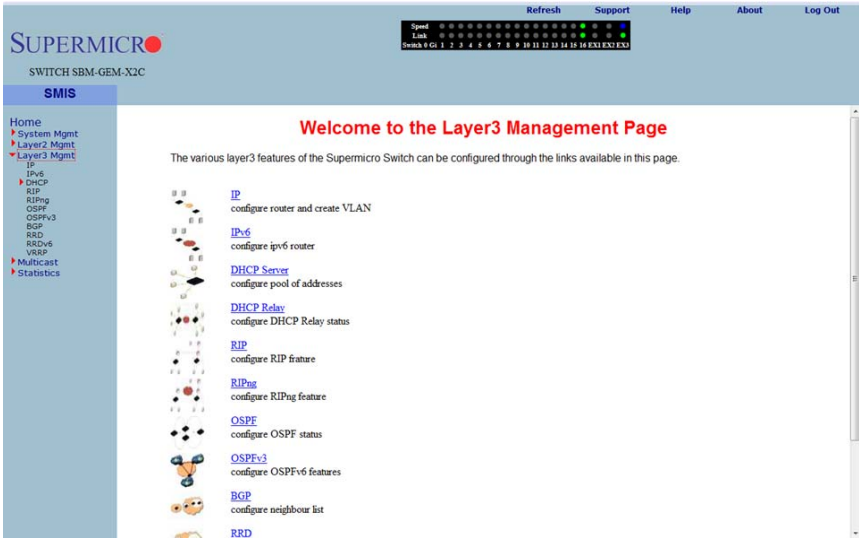 Refresh Support Help About Log Out
Speed
Link
Switch 0 Gi 1 2 3 4 5 6 7 8 9 10 11 12 13 14 15 16 EX1 EX2 EX3
SUPERMICRO
SWITCH SBM-GEM-X2C
SMIS
Home
System Mgmt
Layer2 Mgmt
Layer3 Mgmt
IP
IPv6
DHCP
RIP
RIPng
OSPF
OSPFv3
BGP
RRD
RRDv6
VRRP
Multicast
Statistics
Welcome to the Layer3 Management Page
The various layer3 features of the Supermicro Switch can be configured through the links available in this page.
IP
configure router and create VLAN
IPv6
configure ipv6 router
DHCP Server
configure pool of addresses
DHCP Relay
configure DHCP Relay status
RIP
configure RIP frature
RIPng
configure RIPng feature
OSPF
configure OSPF status
OSPFv3
configure OSPFv6 features
BGP
configure neighbour list
RRD